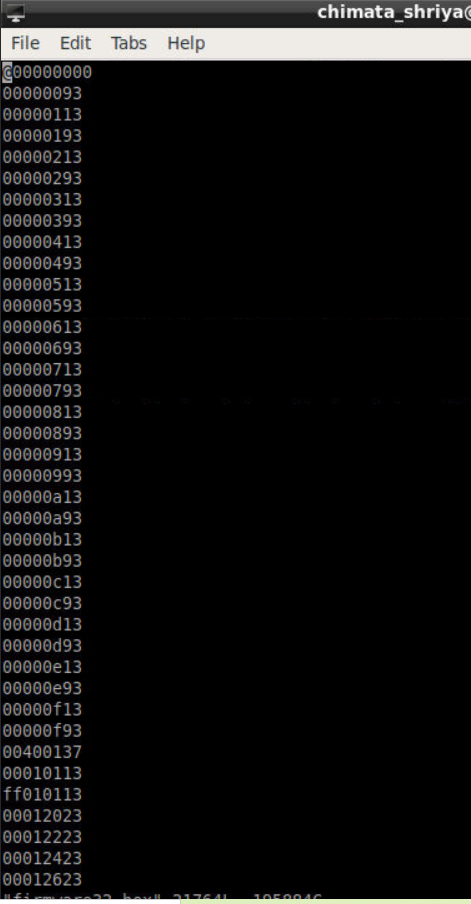 chimata_shriya@
File Edit Tabs Help
@00000000
00000093
00000113
00000193
00000213
00000293
00000313
00000393
00000413
00000493
00000513
00000593
00000613
00000693
00000713
00000793
00000813
00000893
00000913
00000993
00000a13
00000a93
00000b13
00000b93
00000c13
00000c93
00000d13
00000d93
00000e13
00000e93
00000f13
00000f93
00400137
00010113
ff010113
00012023
00012223
00012423
00012623